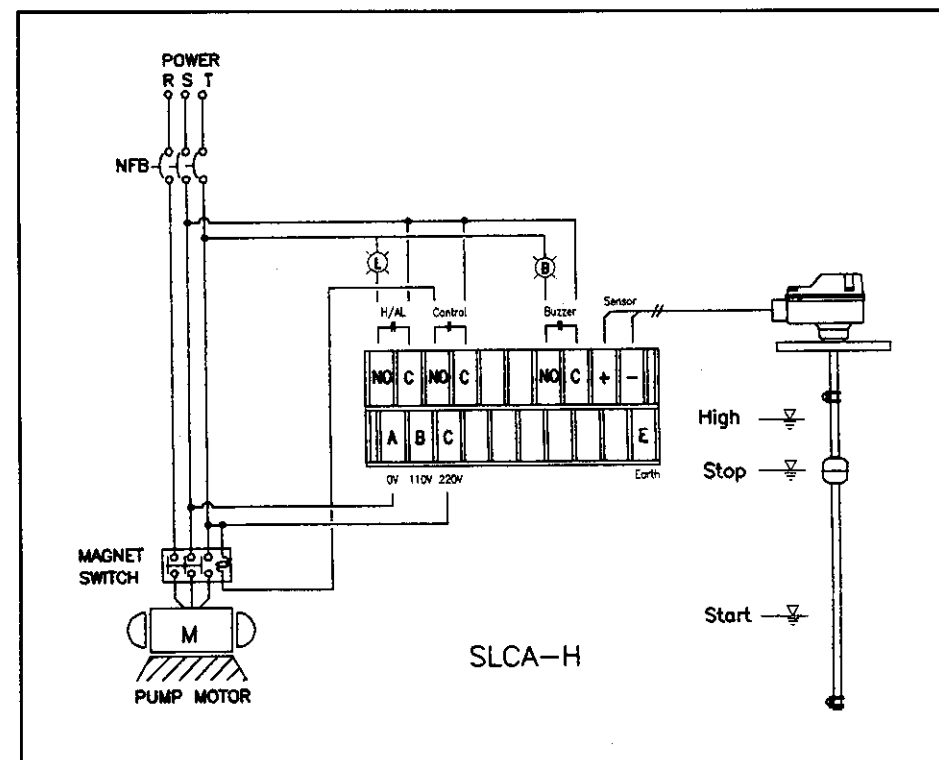 POWER
R S T
NFB
L
B
H/AL Control Buzzer Sensor
NO C NO C NO C + -
A B C E
0V 110V 220V Earth
High
Stop
Start
MAGNET
SWITCH
M
PUMP MOTOR
SLCA-H